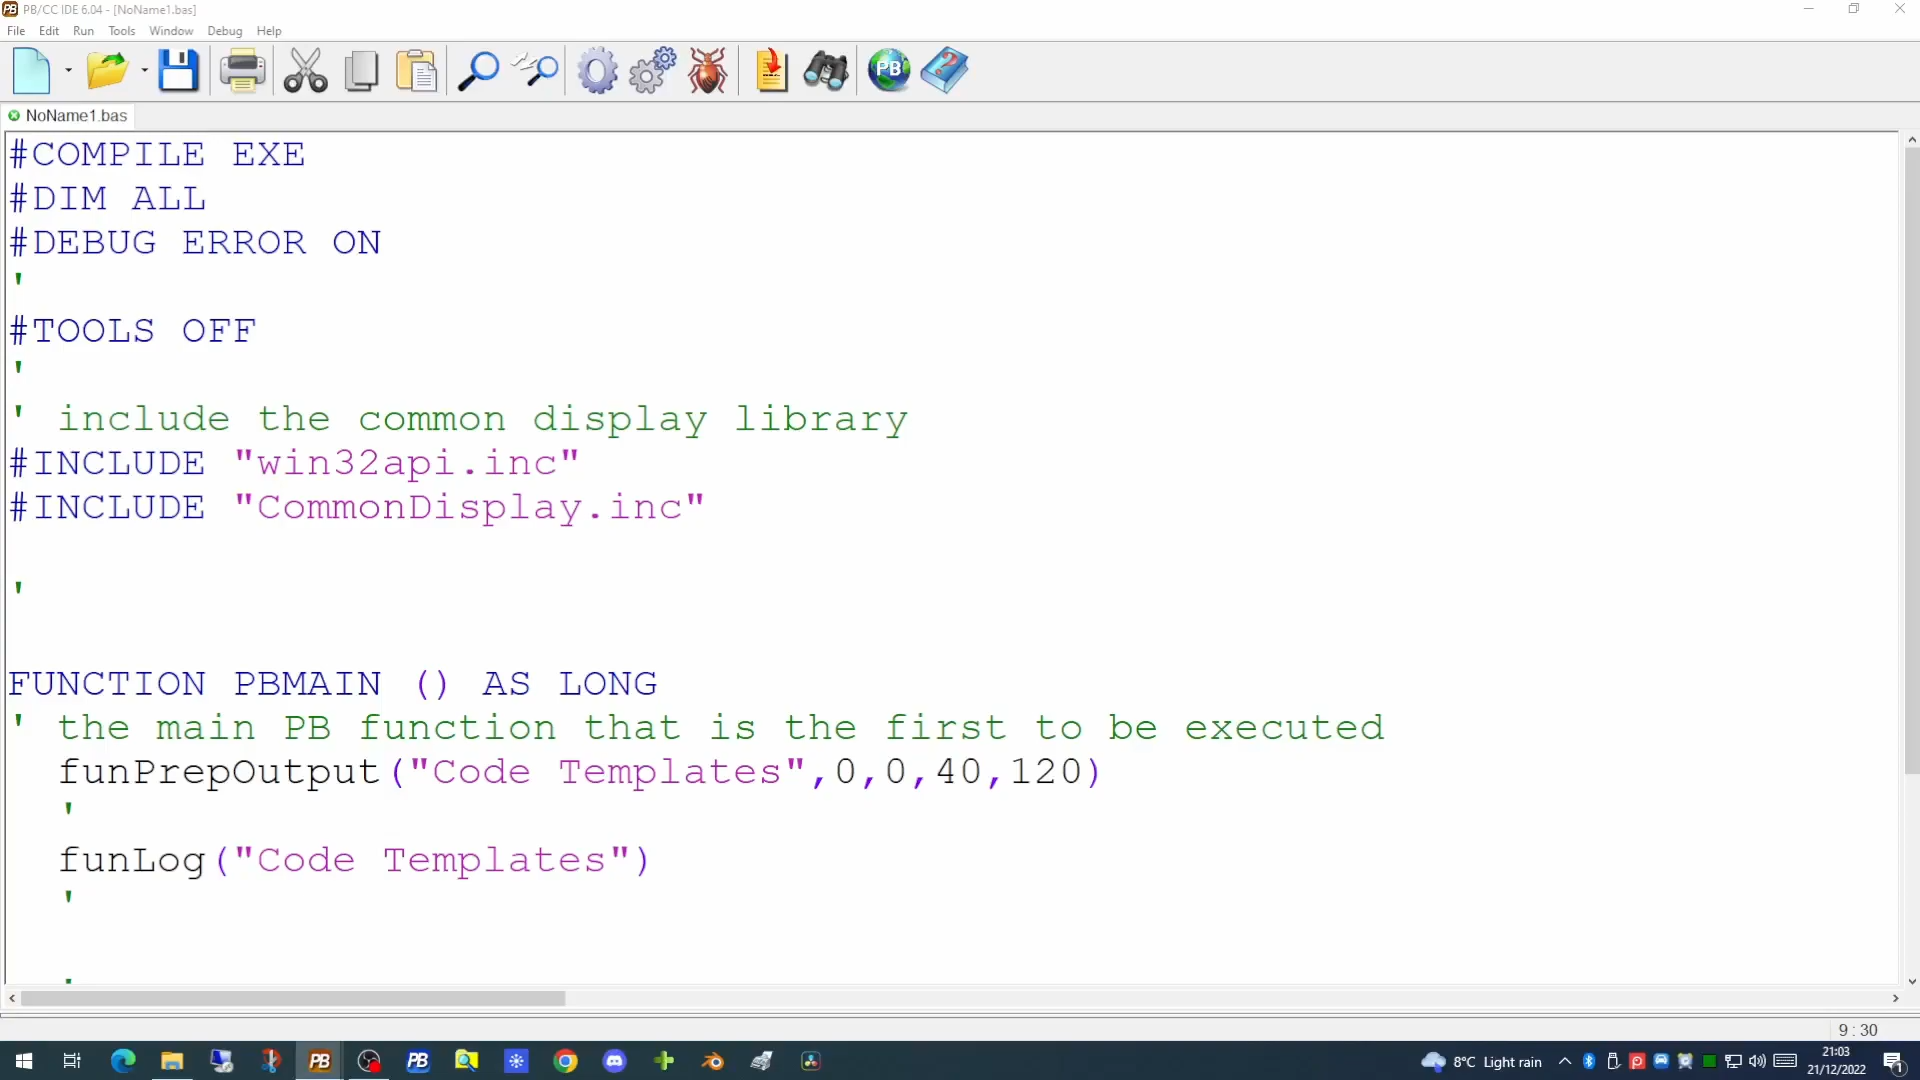 PB/CC IDE 6.04 - [NoName1.bas]
File Edit Run Tools Window Debug Help
NoName1.bas
#COMPILE EXE
#DIM ALL
#DEBUG ERROR ON
'
#TOOLS OFF
'
' include the common display library
#INCLUDE "win32api.inc"
#INCLUDE "CommonDisplay.inc"
'
FUNCTION PBMAIN () AS LONG
' the main PB function that is the first to be executed
funPrepOutput("Code Templates",0,0,40,120)
'
funLog("Code Templates")
'
'
9 : 30
8°C Light rain
21:03
21/12/2022